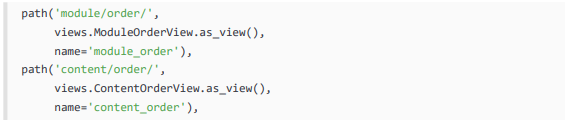 path('module/order/',
     views.ModuleOrderView.as_view(),
     name='module_order'),
path('content/order/',
     views.ContentOrderView.as_view(),
     name='content_order'),